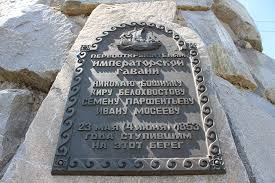 ПЕРВООТКРЫВАТЕЛЯМ
ИМПЕРАТОРСКОЙ
ГАВАНИ
НИКОЛАЮ БОШНЯКУ
КИРУ БЕЛОХВОСТОВУ
СЕМЕНУ ПАРФЕНТЬЕВУ
ИВАНУ МОСЕЕВУ
23 МАЯ (4 ИЮНЯ) 1853
ГОДА СТУПИВШИМ
НА ЭТОТ БЕРЕГ